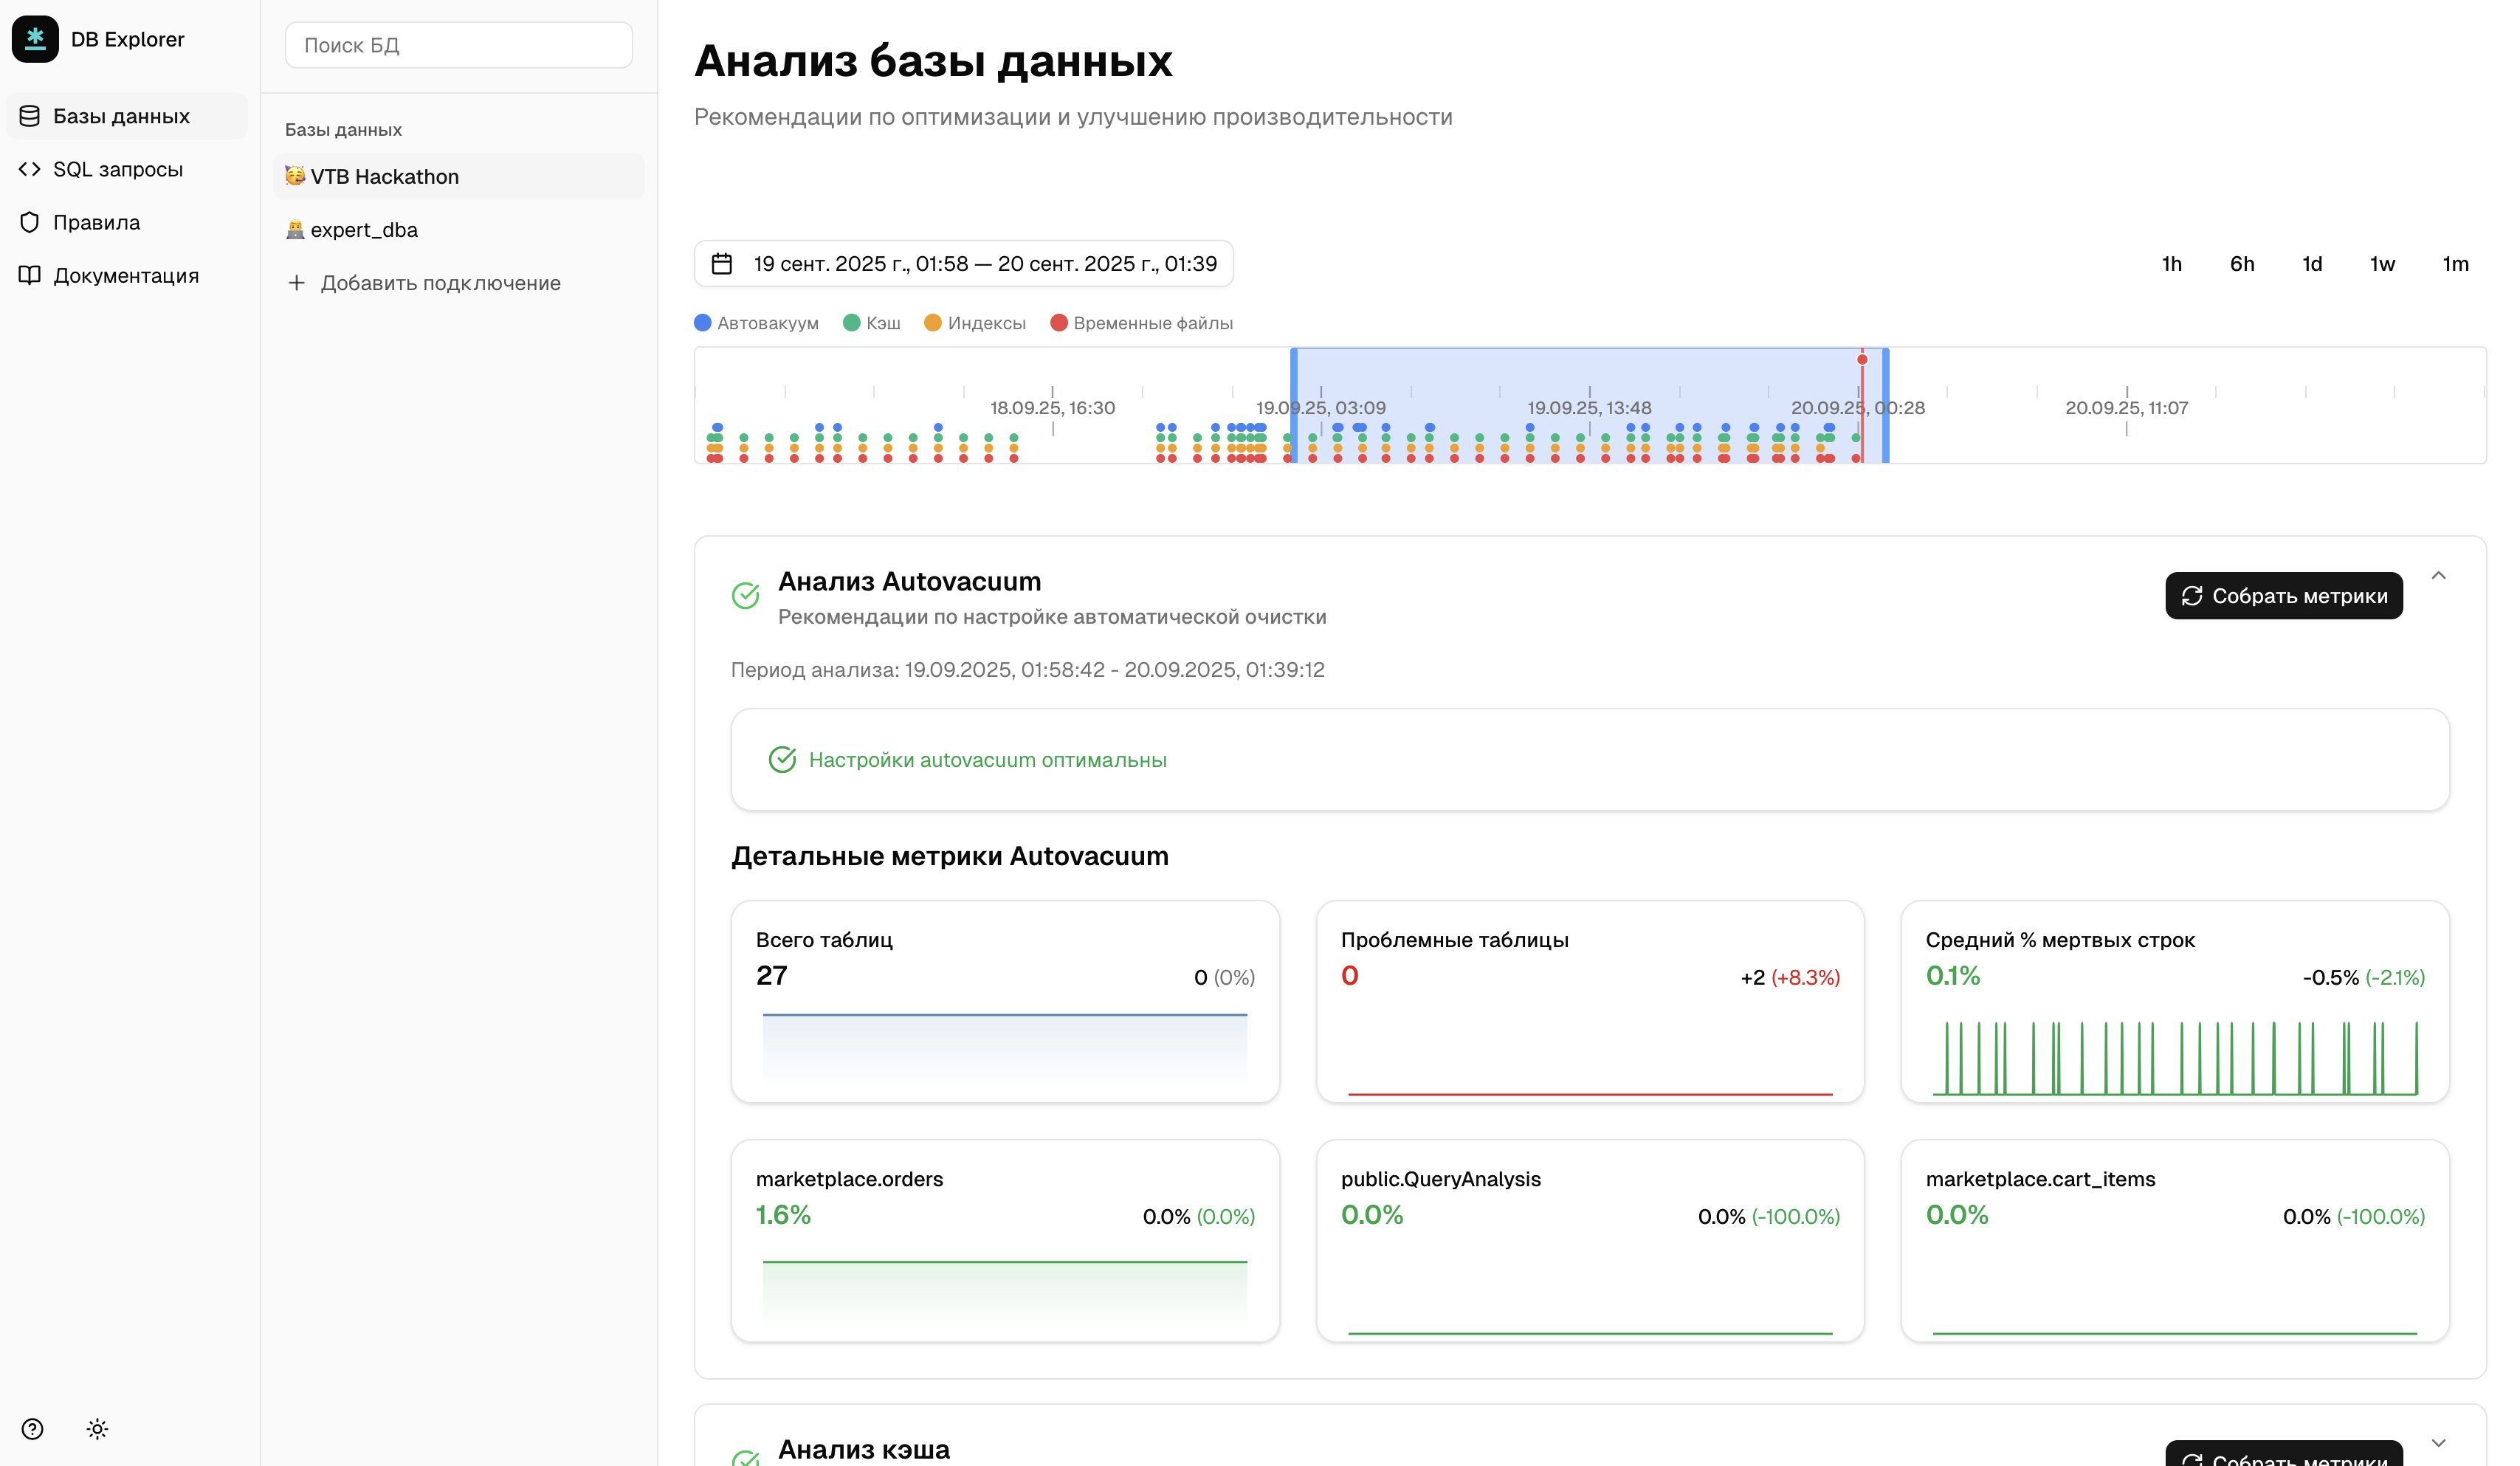 DB Explorer
Базы данных
SQL запросы
Правила
Документация
Поиск БД
Базы данных
VTB Hackathon
expert_dba
Добавить подключение
Анализ базы данных
Рекомендации по оптимизации и улучшению производительности
19 сент. 2025 г., 01:58 — 20 сент. 2025 г., 01:39
1h 6h 1d 1w 1m
Автовакуум Кэш Индексы Временные файлы
18.09.25, 16:30 19.09.25, 03:09 19.09.25, 13:48 20.09.25, 00:28 20.09.25, 11:07
Анализ Autovacuum
Рекомендации по настройке автоматической очистки
Собрать метрики
Период анализа: 19.09.2025, 01:58:42 - 20.09.2025, 01:39:12
Настройки autovacuum оптимальны
Детальные метрики Autovacuum
Всего таблиц
27 0 (0%)
Проблемные таблицы
0 +2 (+8.3%)
Средний % мертвых строк
0.1% -0.5% (-2.1%)
marketplace.orders
1.6% 0.0% (0.0%)
public.QueryAnalysis
0.0% 0.0% (-100.0%)
marketplace.cart_items
0.0% 0.0% (-100.0%)
Анализ кэша
Собрать метрики